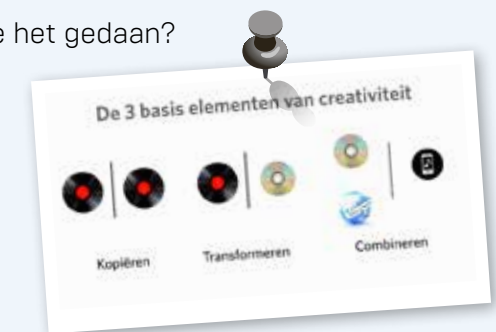 e het gedaan?
De 3 basis elementen van creativiteit
Kopiëren
Transformeren
Combineren